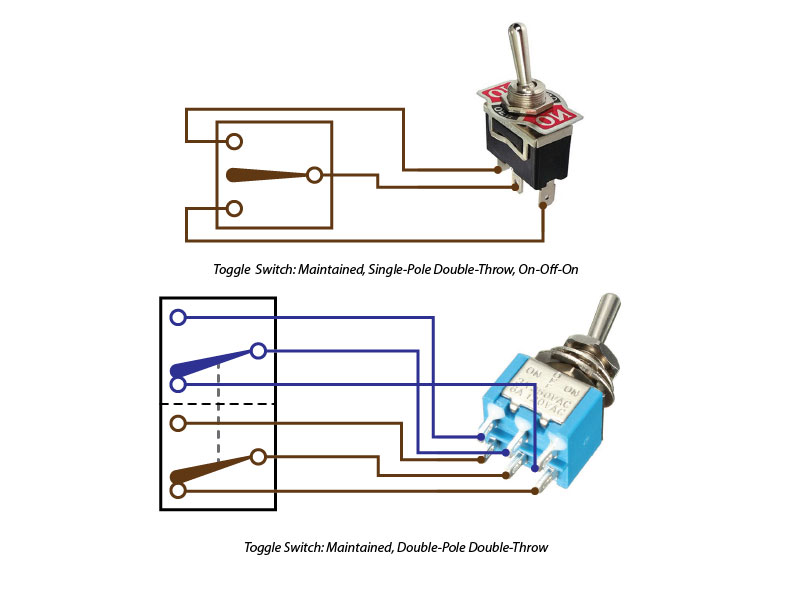 ON
ON
Toggle Switch: Maintained, Single-Pole Double-Throw, On-Off-On
ON
ON
Toggle Switch: Maintained, Double-Pole Double-Throw